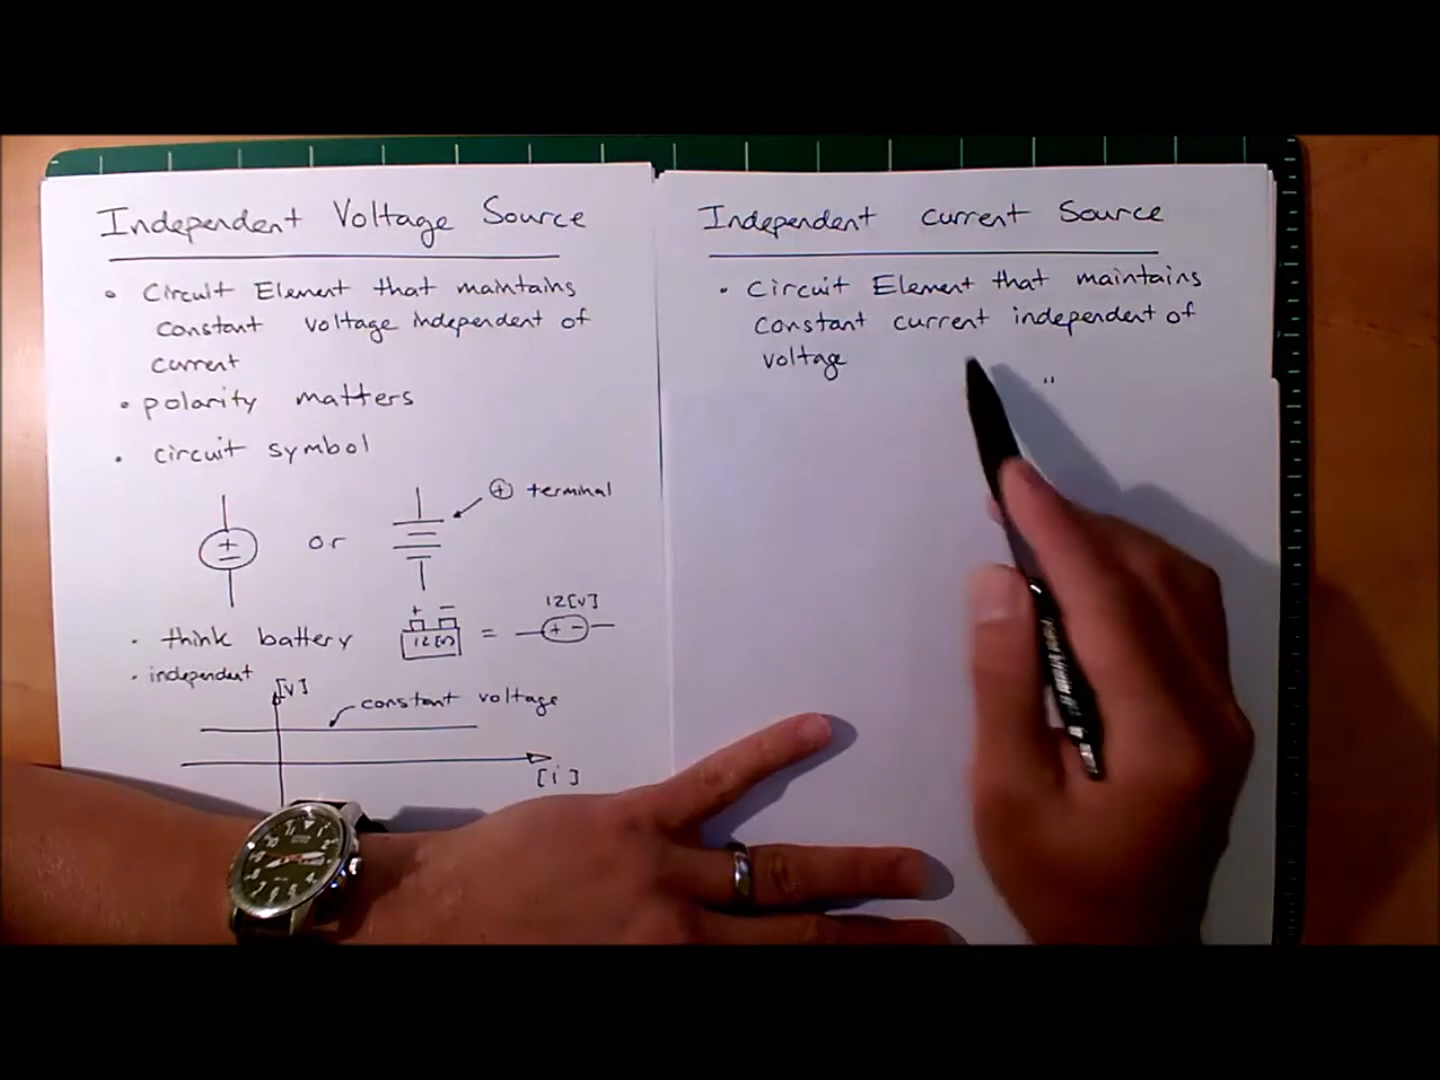 Independent Voltage Source
• Circuit Element that maintains
constant voltage independent of
current
• polarity matters
• circuit symbol
+ terminal
+
−
or
+ −
12[V]
12[V]
=
+ −
• think battery
• independent
[V]
constant voltage
[i]
Independent current Source
• Circuit Element that maintains
constant current independent of
voltage
"